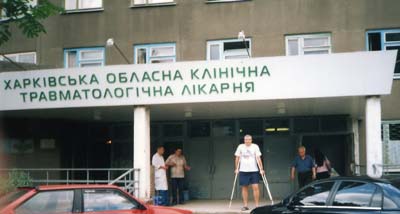 ХАРКІВСЬКА ОБЛАСНА КЛІНІЧНА
ТРАВМАТОЛОГІЧНА ЛІКАРНЯ